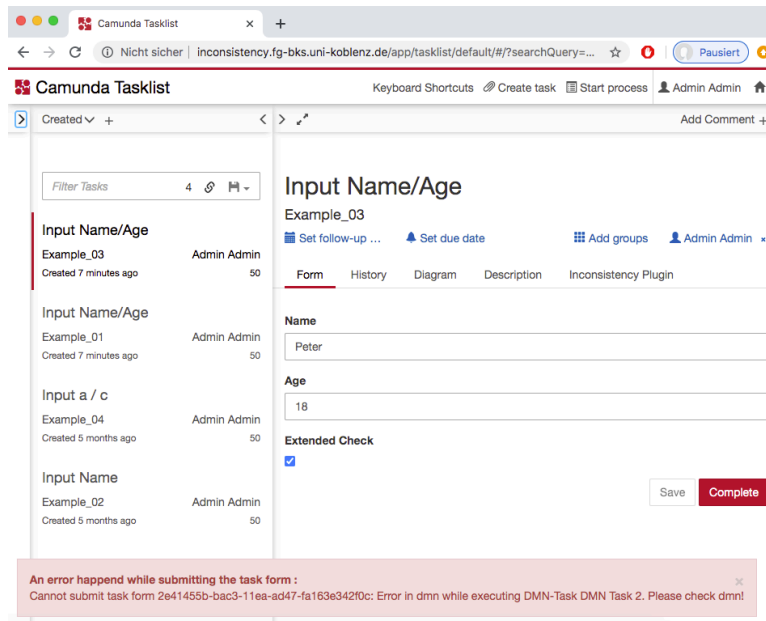 Camunda Tasklist
Nicht sicher | inconsistency.fg-bks.uni-koblenz.de/app/tasklist/default/#/?searchQuery=... Pausiert
Camunda Tasklist Keyboard Shortcuts Create task Start process Admin Admin
Created + Add Comment +
Filter Tasks 4
Input Name/Age
Example_03
Set follow-up ... Set due date Add groups Admin Admin ×
Form History Diagram Description Inconsistency Plugin
Input Name/Age
Example_03 Admin Admin
Created 7 minutes ago 50
Input Name/Age
Example_01 Admin Admin
Created 7 minutes ago 50
Input a / c
Example_04 Admin Admin
Created 5 months ago 50
Input Name
Example_02 Admin Admin
Created 5 months ago 50
Name
Peter
Age
18
Extended Check
Save Complete
An error happend while submitting the task form : ×
Cannot submit task form 2e41455b-bac3-11ea-ad47-fa163e342f0c: Error in dmn while executing DMN-Task DMN Task 2. Please check dmn!